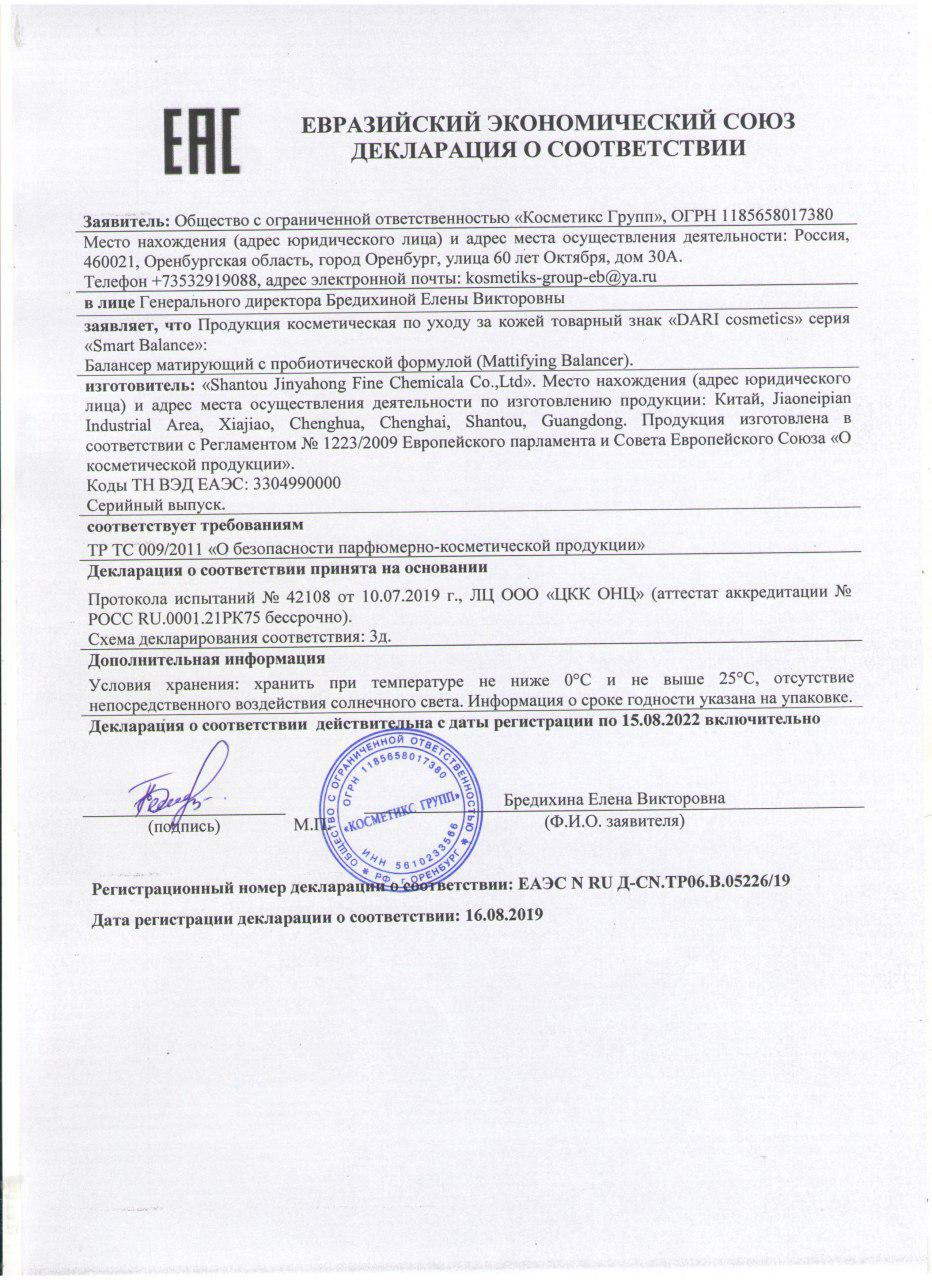 ЕАС
ЕВРАЗИЙСКИЙ ЭКОНОМИЧЕСКИЙ СОЮЗ
ДЕКЛАРАЦИЯ О СООТВЕТСТВИИ
Заявитель: Общество с ограниченной ответственностью «Косметикс Групп», ОГРН 1185658017380
Место нахождения (адрес юридического лица) и адрес места осуществления деятельности: Россия,
460021, Оренбургская область, город Оренбург, улица 60 лет Октября, дом 30А.
Телефон +73532919088, адрес электронной почты: kosmetiks-group-eb@ya.ru
в лице Генерального директора Бредихиной Елены Викторовны
заявляет, что Продукция косметическая по уходу за кожей товарный знак «DARI cosmetics» серия
«Smart Balance»:
Балансер матирующий с пробиотической формулой (Mattifying Balancer).
изготовитель: «Shantou Jinyahong Fine Chemicala Co.,Ltd». Место нахождения (адрес юридического
лица) и адрес места осуществления деятельности по изготовлению продукции: Китай, Jiaoneipian
Industrial Area, Xiajiao, Chenghua, Chenghai, Shantou, Guangdong. Продукция изготовлена в
соответствии с Регламентом № 1223/2009 Европейского парламента и Совета Европейского Союза «О
косметической продукции».
Коды ТН ВЭД ЕАЭС: 3304990000
Серийный выпуск.
соответствует требованиям
ТР ТС 009/2011 «О безопасности парфюмерно-косметической продукции»
Декларация о соответствии принята на основании
Протокола испытаний № 42108 от 10.07.2019 г., ЛЦ ООО «ЦКК ОНЦ» (аттестат аккредитации №
РОСС RU.0001.21РК75 бессрочно).
Схема декларирования соответствия: 3д.
Дополнительная информация
Условия хранения: хранить при температуре не ниже 0°С и не выше 25°С, отсутствие
непосредственного воздействия солнечного света. Информация о сроке годности указана на упаковке.
Декларация о соответствии действительна с даты регистрации по 15.08.2022 включительно
ОБЩЕСТВО С ОГРАНИЧЕННОЙ ОТВЕТСТВЕННОСТЬЮ
ОГРН 1185658017380
«КОСМЕТИКС ГРУПП»
ИНН 5610233566
РФ, г. ОРЕНБУРГ
Бредихина Елена Викторовна
(подпись) М.П. (Ф.И.О. заявителя)
Регистрационный номер декларации о соответствии: ЕАЭС N RU Д-CN.ТР06.В.05226/19
Дата регистрации декларации о соответствии: 16.08.2019